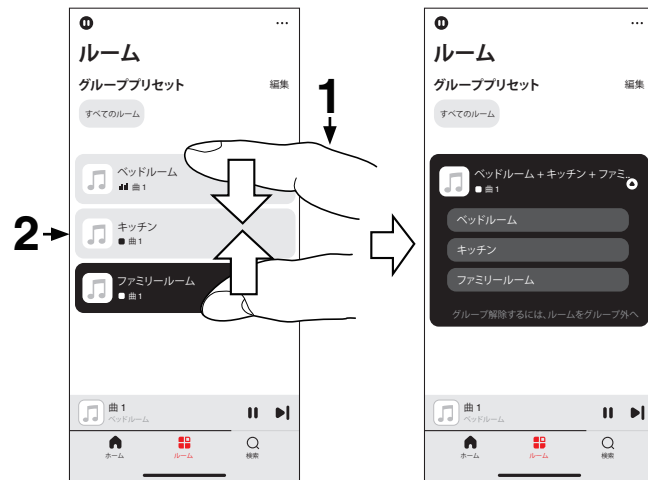 ルーム
グループプリセット
編集
すべてのルーム
1
ベッドルーム
曲 1
2
キッチン
曲 1
ファミリールーム
曲 1
曲 1
ベッドルーム
ホーム
ルーム
検索
ルーム
グループプリセット
編集
すべてのルーム
ベッドルーム + キッチン + ファミ...
曲 1
ベッドルーム
キッチン
ファミリールーム
グループ解除するには、ルームをグループ外へ
曲 1
ベッドルーム
ホーム
ルーム
検索